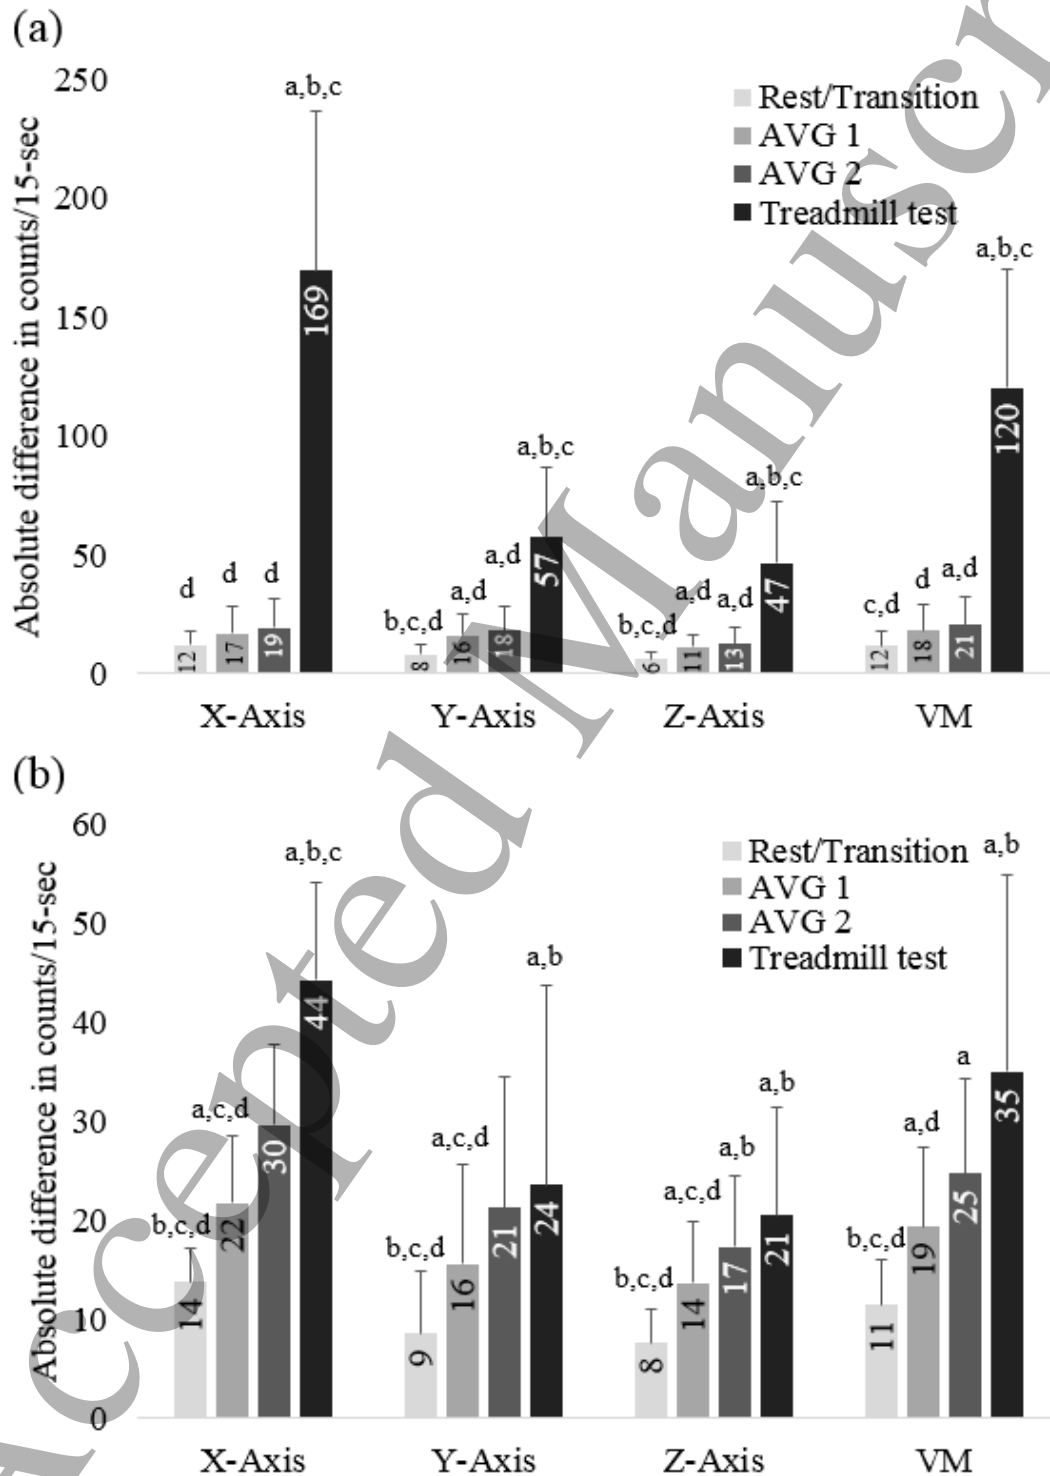 (a)
Absolute difference in counts/15-sec
250
200
150
100
50
0
Rest/Transition
AVG 1
AVG 2
Treadmill test
d
d
d
a,b,c
12
17
19
169
b,c,d
a,d
a,d
a,b,c
8
16
18
57
b,c,d
a,d
a,d
a,b,c
6
11
13
47
c,d
d
a,d
a,b,c
12
18
21
120
X-Axis Y-Axis Z-Axis VM
(b)
Absolute difference in counts/15-sec
60
50
40
30
20
10
0
Rest/Transition
AVG 1
AVG 2
Treadmill test
b,c,d
a,c,d
a,b,c
14
22
30
44
b,c,d
a,c,d
a,b
9
16
21
24
b,c,d
a,c,d
a,b
a,b
8
14
17
21
b,c,d
a,d
a
a,b
11
19
25
35
X-Axis Y-Axis Z-Axis VM
Accepted Manuscr